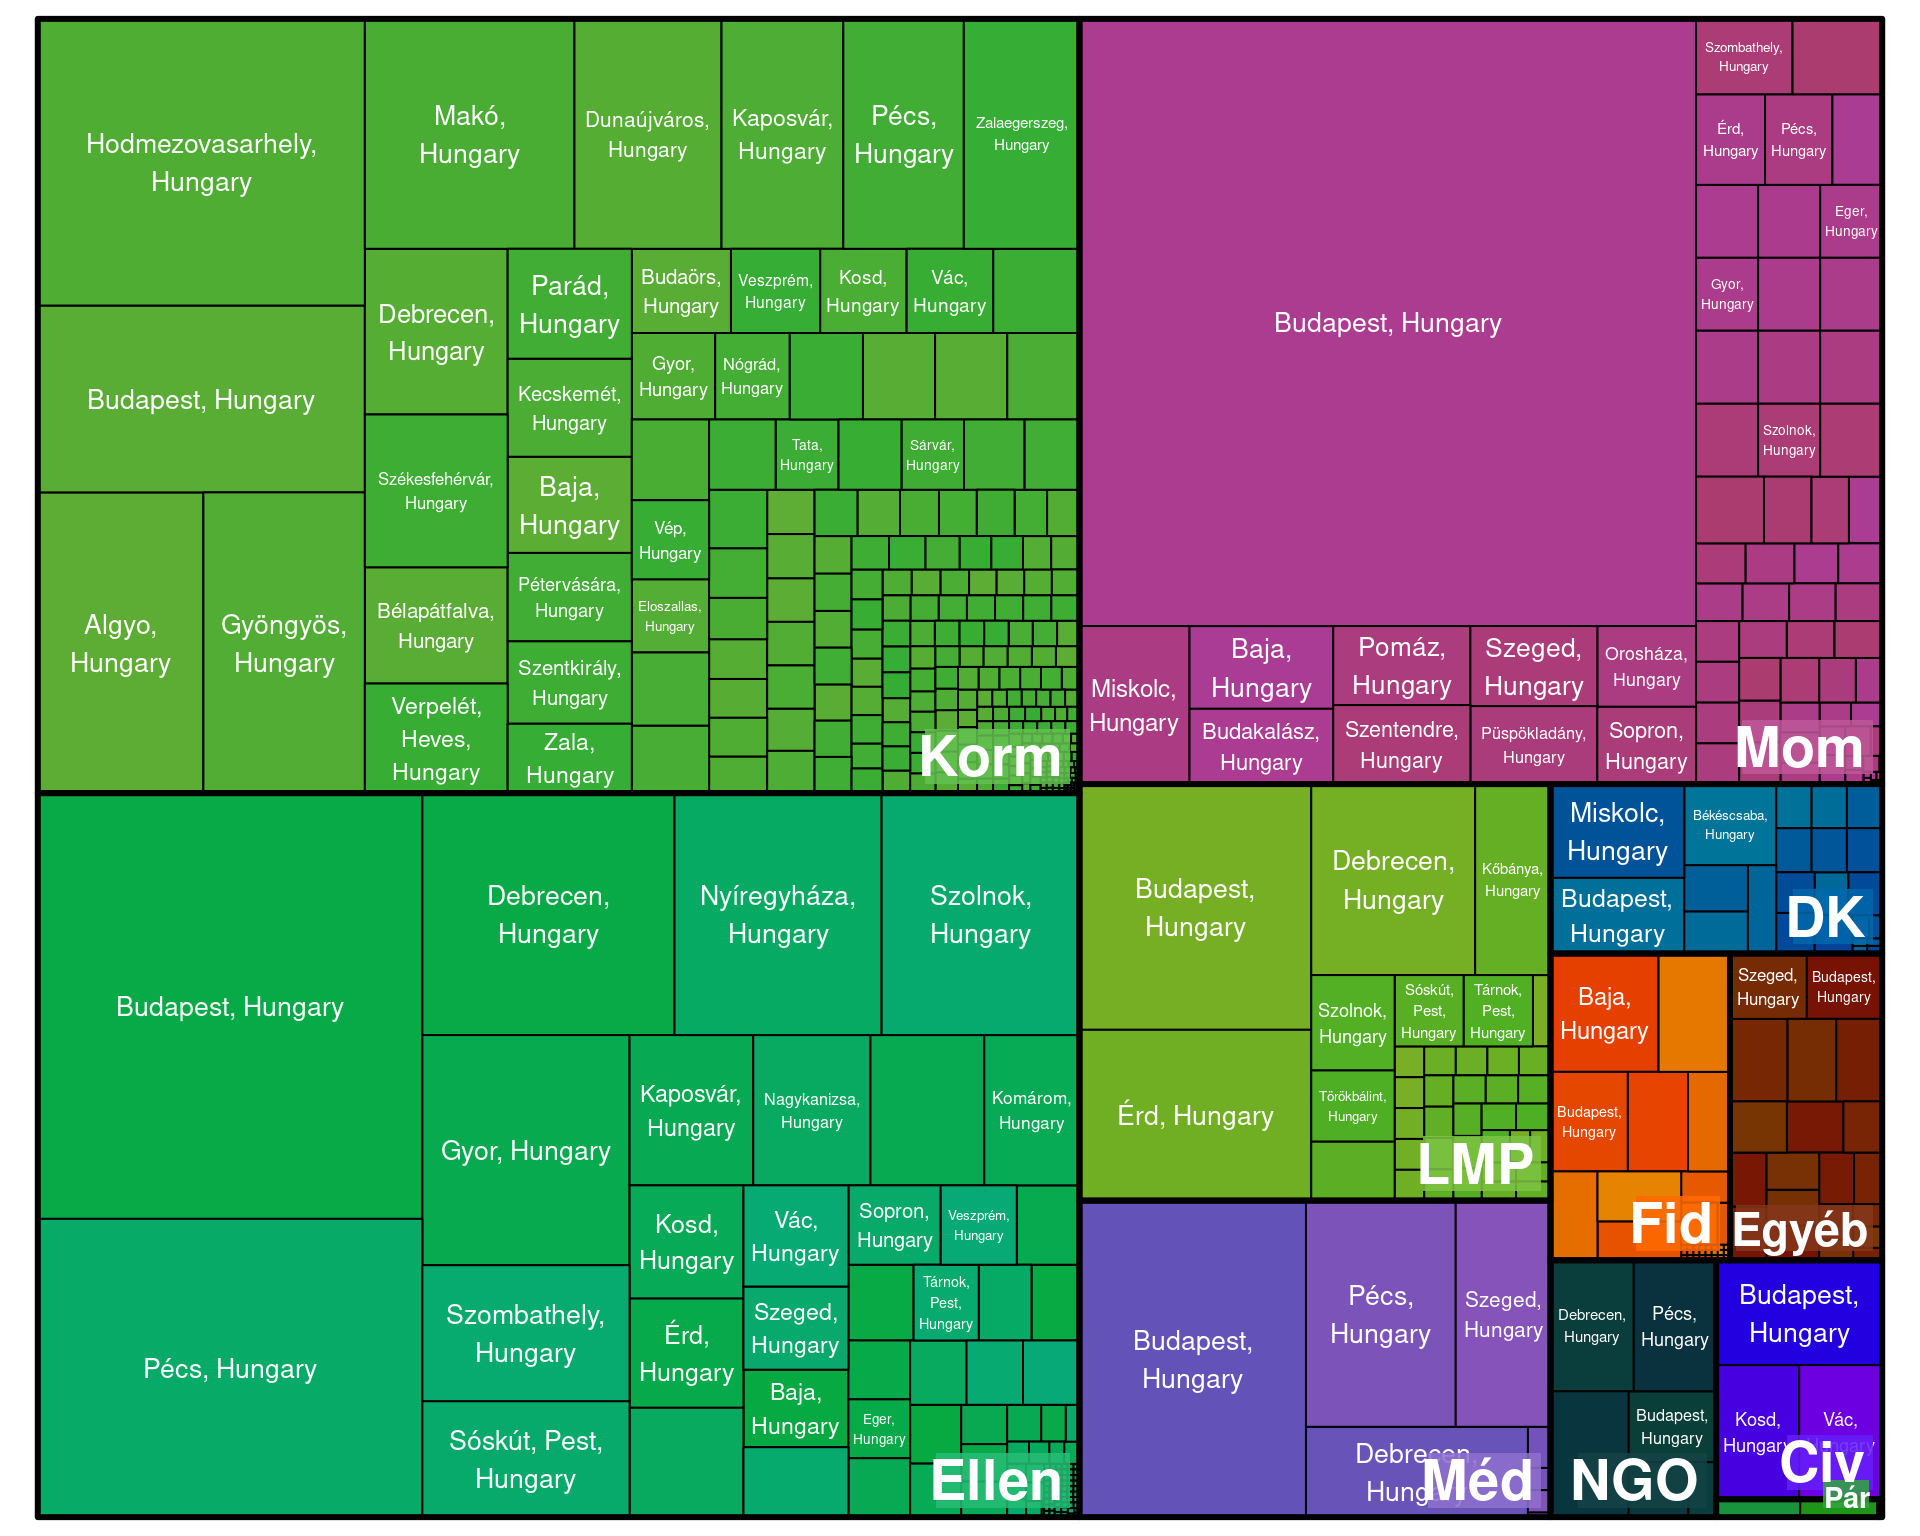 Hodmezovasarhely,
Hungary
Budapest, Hungary
Algyo,
Hungary
Gyöngyös,
Hungary
Makó,
Hungary
Dunaújváros,
Hungary
Kaposvár,
Hungary
Pécs,
Hungary
Zalaegerszeg,
Hungary
Debrecen,
Hungary
Székesfehérvár,
Hungary
Bélapátfalva,
Hungary
Verpelét,
Heves,
Hungary
Parád,
Hungary
Kecskemét,
Hungary
Baja,
Hungary
Pétervására,
Hungary
Szentkirály,
Hungary
Zala,
Hungary
Budaörs,
Hungary
Veszprém,
Hungary
Kosd,
Hungary
Vác,
Hungary
Gyor,
Hungary
Nógrád,
Hungary
Tata,
Hungary
Sárvár,
Hungary
Vép,
Hungary
Eloszallas,
Hungary
Korm
Budapest, Hungary
Miskolc,
Hungary
Baja,
Hungary
Budakalász,
Hungary
Pomáz,
Hungary
Szentendre,
Hungary
Szeged,
Hungary
Püspökladány,
Hungary
Orosháza,
Hungary
Sopron,
Hungary
Szombathely,
Hungary
Érd,
Hungary
Pécs,
Hungary
Eger,
Hungary
Gyor,
Hungary
Szolnok,
Hungary
Mom
Budapest, Hungary
Pécs, Hungary
Debrecen,
Hungary
Nyíregyháza,
Hungary
Szolnok,
Hungary
Gyor, Hungary
Szombathely,
Hungary
Sóskút, Pest,
Hungary
Kaposvár,
Hungary
Nagykanizsa,
Hungary
Komárom,
Hungary
Kosd,
Hungary
Érd,
Hungary
Vác,
Hungary
Szeged,
Hungary
Baja,
Hungary
Sopron,
Hungary
Veszprém,
Hungary
Tárnok,
Pest,
Hungary
Eger,
Hungary
Ellen
Budapest,
Hungary
Érd, Hungary
Debrecen,
Hungary
Kőbánya,
Hungary
Szolnok,
Hungary
Sóskút,
Pest,
Hungary
Tárnok,
Pest,
Hungary
Törökbálint,
Hungary
LMP
Budapest,
Hungary
Pécs,
Hungary
Szeged,
Hungary
Debrecen,
Hungary
Méd
Miskolc,
Hungary
Budapest,
Hungary
Békéscsaba,
Hungary
DK
Baja,
Hungary
Budapest,
Hungary
Fid
Szeged,
Hungary
Budapest,
Hungary
Egyéb
Debrecen,
Hungary
Pécs,
Hungary
Budapest,
Hungary
NGO
Budapest,
Hungary
Kosd,
Hungary
Vác,
Hungary
Civ
Pár